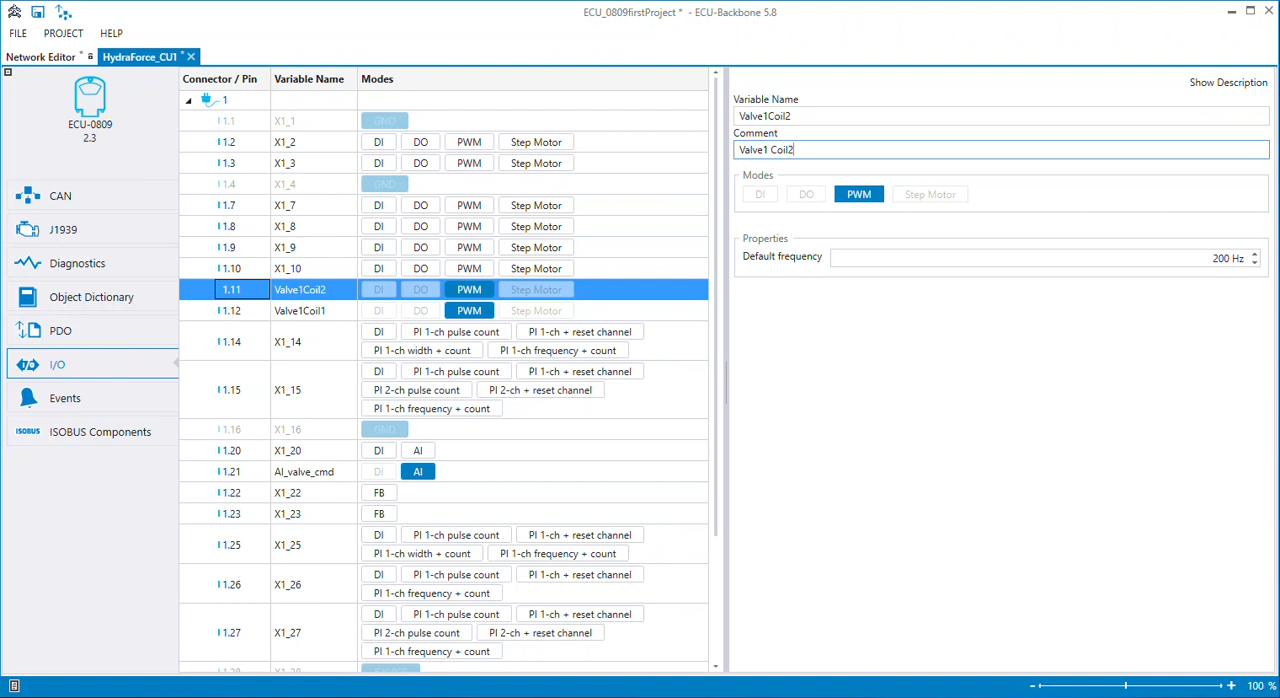 ECU_0809firstProject * - ECU-Backbone 5.8
FILE PROJECT HELP
Network Editor * HydraForce_CU1 *
ECU-0809
2.3
CAN
J1939
Diagnostics
Object Dictionary
PDO
I/O
Events
ISOBUS ISOBUS Components
Connector / Pin Variable Name Modes
1
1.1 X1_1 GND
1.2 X1_2 DI DO PWM Step Motor
1.3 X1_3 DI DO PWM Step Motor
1.4 X1_4 GND
1.7 X1_7 DI DO PWM Step Motor
1.8 X1_8 DI DO PWM Step Motor
1.9 X1_9 DI DO PWM Step Motor
1.10 X1_10 DI DO PWM Step Motor
1.11 Valve1Coil2 DI DO PWM Step Motor
1.12 Valve1Coil1 DI DO PWM Step Motor
DI PI 1-ch pulse count PI 1-ch + reset channel
1.14 X1_14
PI 1-ch width + count PI 1-ch frequency + count
DI PI 1-ch pulse count PI 1-ch + reset channel
1.15 X1_15 PI 2-ch pulse count PI 2-ch + reset channel
PI 1-ch frequency + count
1.16 X1_16 GND
1.20 X1_20 DI AI
1.21 AI_valve_cmd DI AI
1.22 X1_22 FB
1.23 X1_23 FB
DI PI 1-ch pulse count PI 1-ch + reset channel
1.25 X1_25
PI 1-ch width + count PI 1-ch frequency + count
DI PI 1-ch pulse count PI 1-ch + reset channel
1.26 X1_26
PI 1-ch frequency + count
DI PI 1-ch pulse count PI 1-ch + reset channel
1.27 X1_27 PI 2-ch pulse count PI 2-ch + reset channel
PI 1-ch frequency + count
1.28 X1_28
Show Description
Variable Name
Valve1Coil2
Comment
Valve1 Coil2
Modes
DI DO PWM Step Motor
Properties
Default frequency 200 Hz
100 %